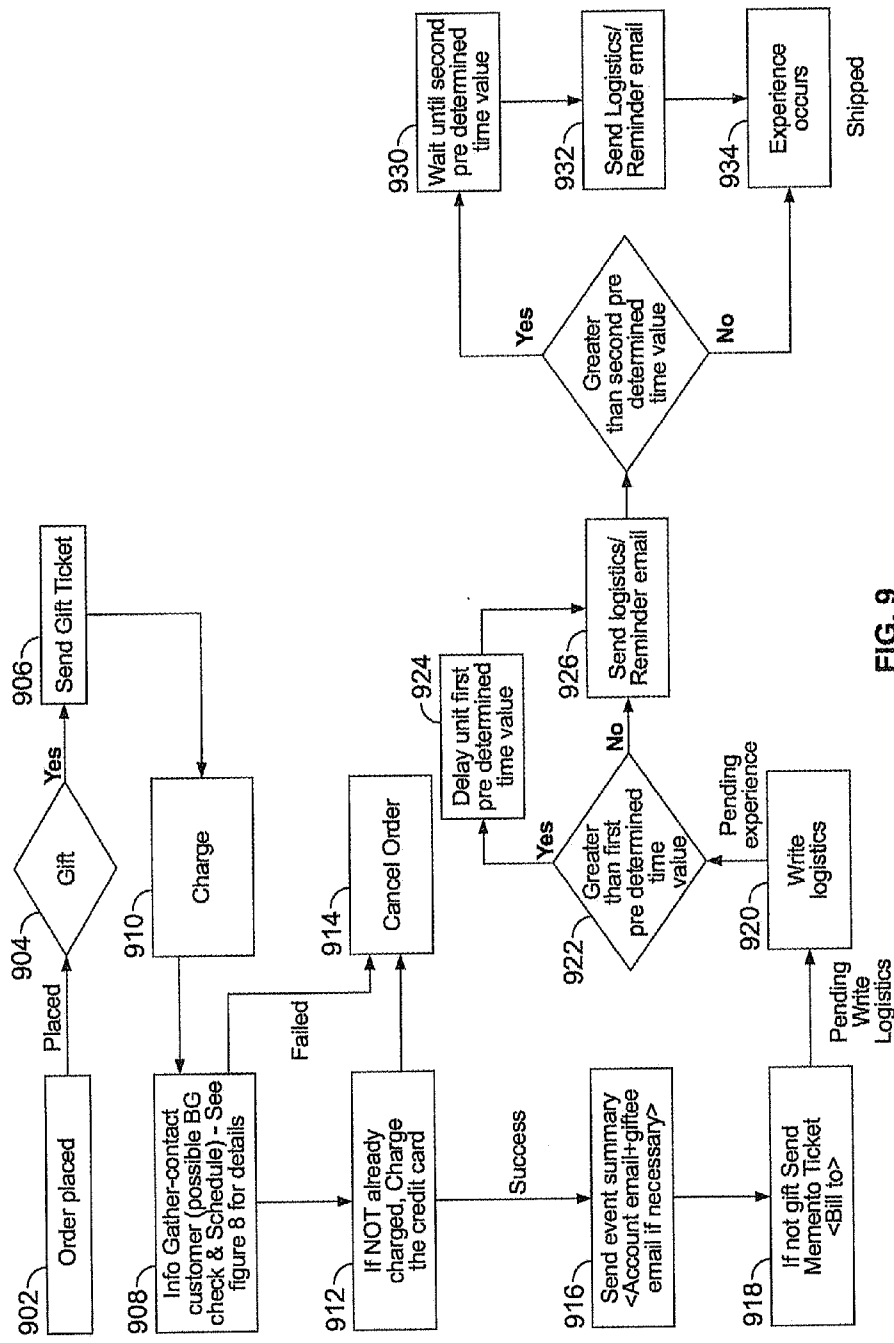 902
Order placed
Placed
904
Gift
Yes
906
Send Gift Ticket
910
Charge
908
Info Gather-contact
customer (possible BG
check & Schedule) - See
figure 8 for details
Failed
914
Cancel Order
912
If NOT already
charged, Charge
the credit card
Success
916
Send event summary
<Account email+giftee
email if necessary>
918
If not gift Send
Memento Ticket
<Bill to>
Pending
Write
Logistics
920
Write
logistics
Pending
experience
922
Greater
than first
pre determined
time
value
Yes
No
924
Delay unit first
pre determined
time value
926
Send logistics/
Reminder email
Greater
than second pre
determined
time value
Yes
No
930
Wait until second
pre determined
time value
932
Send Logistics/
Reminder email
934
Experience
occurs
Shipped
FIG. 9